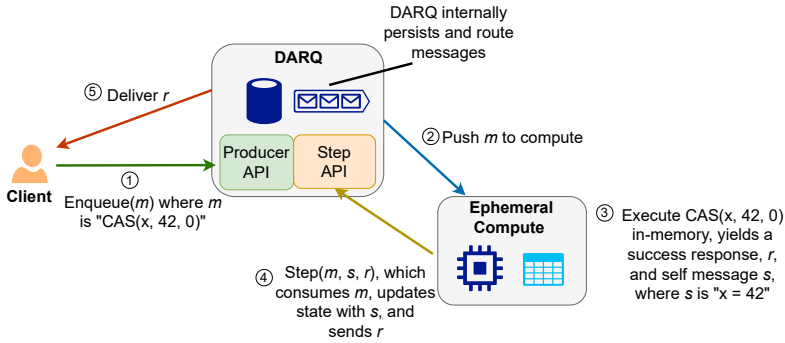 DARQ internally
persists and route
messages
DARQ
⑤ Deliver r
② Push m to compute
Producer
API
Step
API
Client
①
Enqueue(m) where m
is "CAS(x, 42, 0)"
Ephemeral
Compute
③ Execute CAS(x, 42, 0)
in-memory, yields a
success response, r,
and self message s,
where s is "x = 42"
④ Step(m, s, r), which
consumes m, updates
state with s, and
sends r